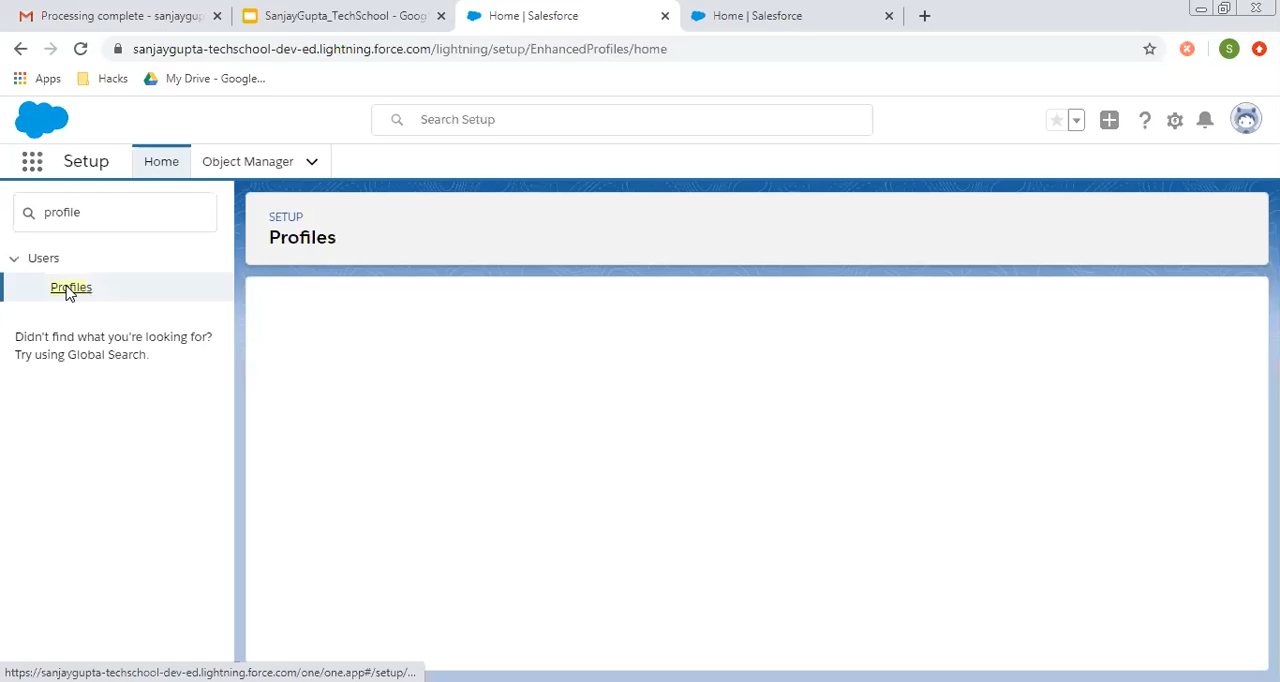 Processing complete - sanjaygup
SanjayGupta_TechSchool - Goog
Home | Salesforce
Home | Salesforce
sanjaygupta-techschool-dev-ed.lightning.force.com/lightning/setup/EnhancedProfiles/home
S
Apps
Hacks
My Drive - Google...
Search Setup
Setup
Home
Object Manager
profile
Users
Profiles
Didn't find what you're looking for?
Try using Global Search.
SETUP
Profiles
https://sanjaygupta-techschool-dev-ed.lightning.force.com/one/one.app#/setup/...